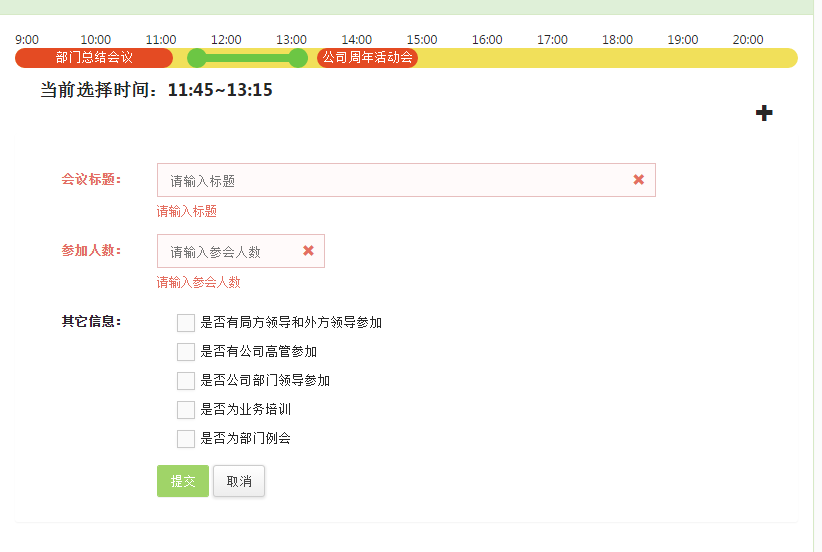 9:00 10:00 11:00 12:00 13:00 14:00 15:00 16:00 17:00 18:00 19:00 20:00
部门总结会议 公司周年活动会
当前选择时间：11:45~13:15
会议标题： 请输入标题
请输入标题
参加人数： 请输入参会人数
请输入参会人数
其它信息： 是否有局方领导和外方领导参加
是否有公司高管参加
是否公司部门领导参加
是否为业务培训
是否为部门例会
提交 取消